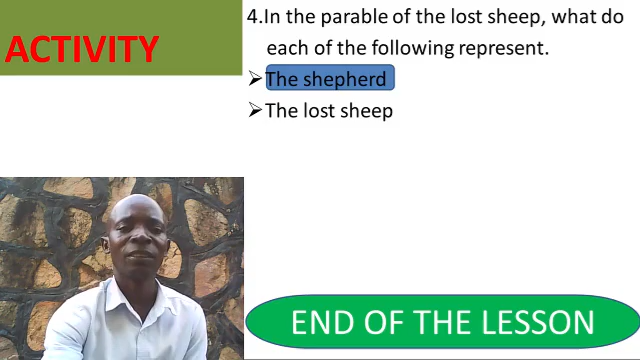 ACTIVITY
4.In the parable of the lost sheep, what do
each of the following represent.
➢The shepherd
➢The lost sheep
END OF THE LESSON